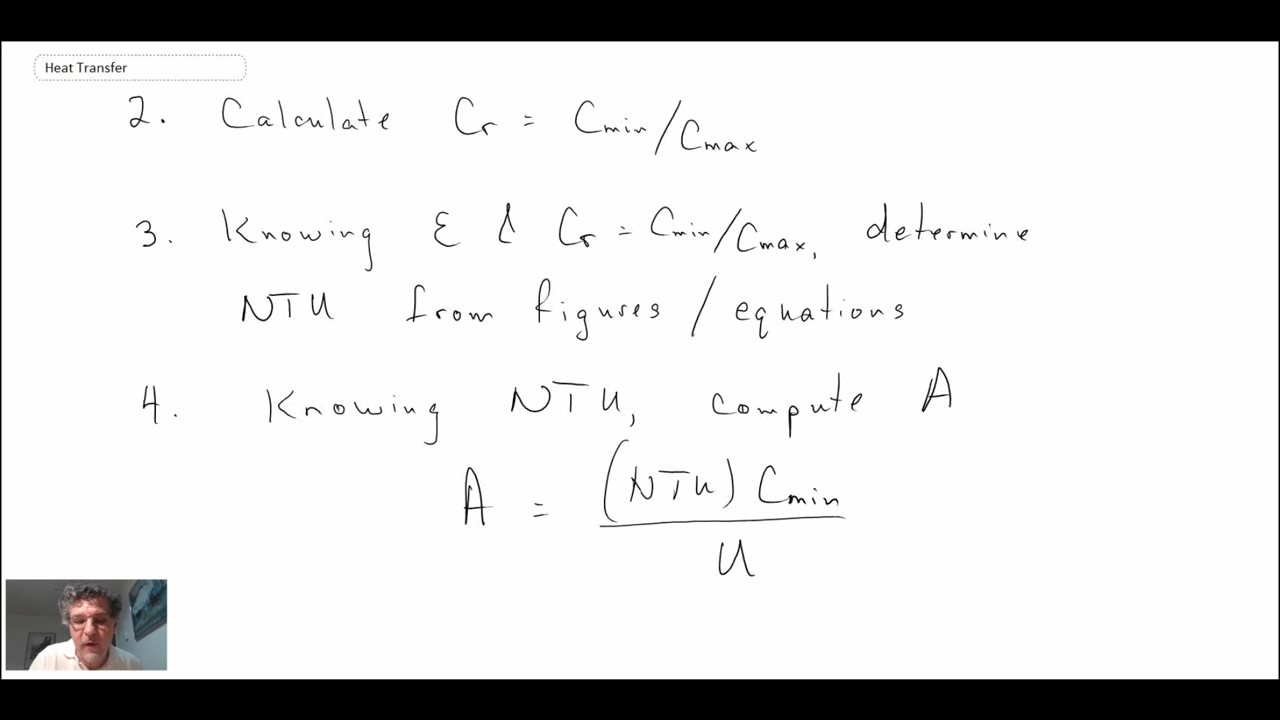 Heat Transfer
2. Calculate Cr = Cmin/Cmax
3. Knowing ε & Cr = Cmin/Cmax, determine
NTU from figures / equations
4. Knowing NTU, compute A
A = (NTU) Cmin
U